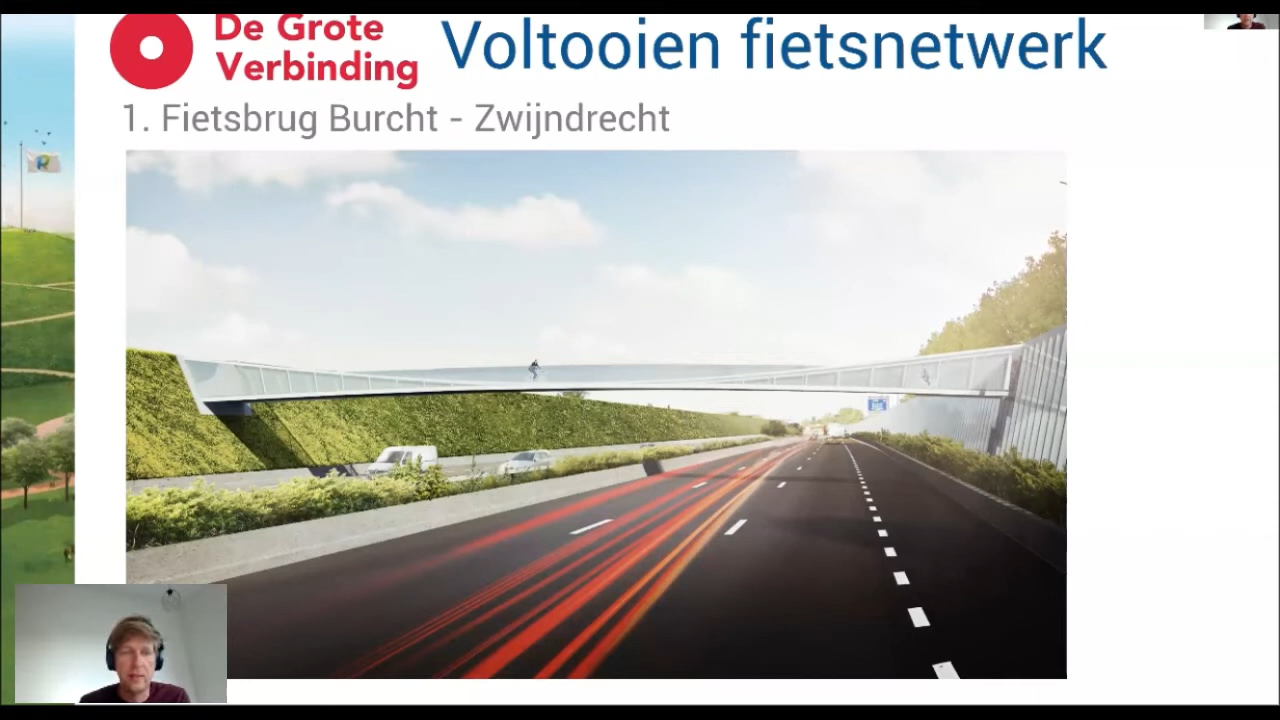 De Grote
Verbinding
Voltooien fietsnetwerk
1. Fietsbrug Burcht - Zwijndrecht